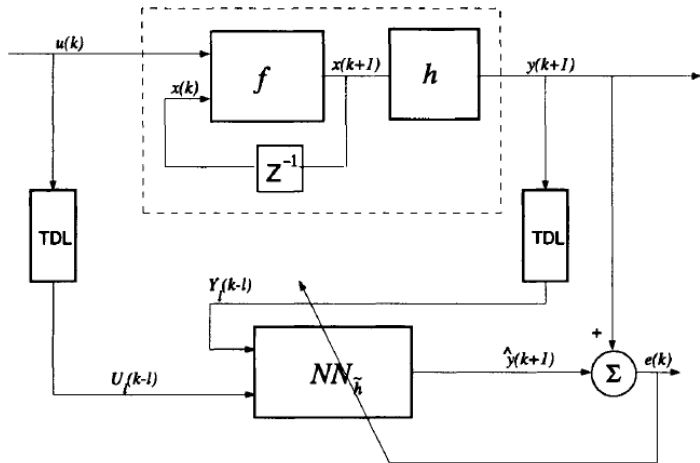 u(k)
x(k)
f
x(k+1)
h
y(k+1)
Z⁻¹
TDL
TDL
Y_l(k-l)
U_l(k-l)
NN_h̃
ŷ(k+1)
+
Σ
e(k)